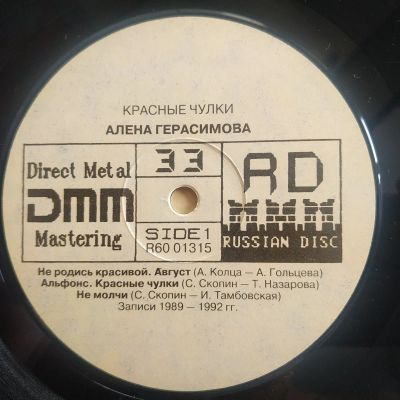 КРАСНЫЕ ЧУЛКИ
АЛЕНА ГЕРАСИМОВА
Direct Metal
DMM
Mastering
33
SIDE 1
R60 01315
RD
RUSSIAN DISC
Не родись красивой. Август (А. Колца — А. Гольцева)
Альфонс. Красные чулки (С. Скопин — Т. Назарова)
Не молчи (С. Скопин — И. Тамбовская)
Записи 1989 — 1992 гг.